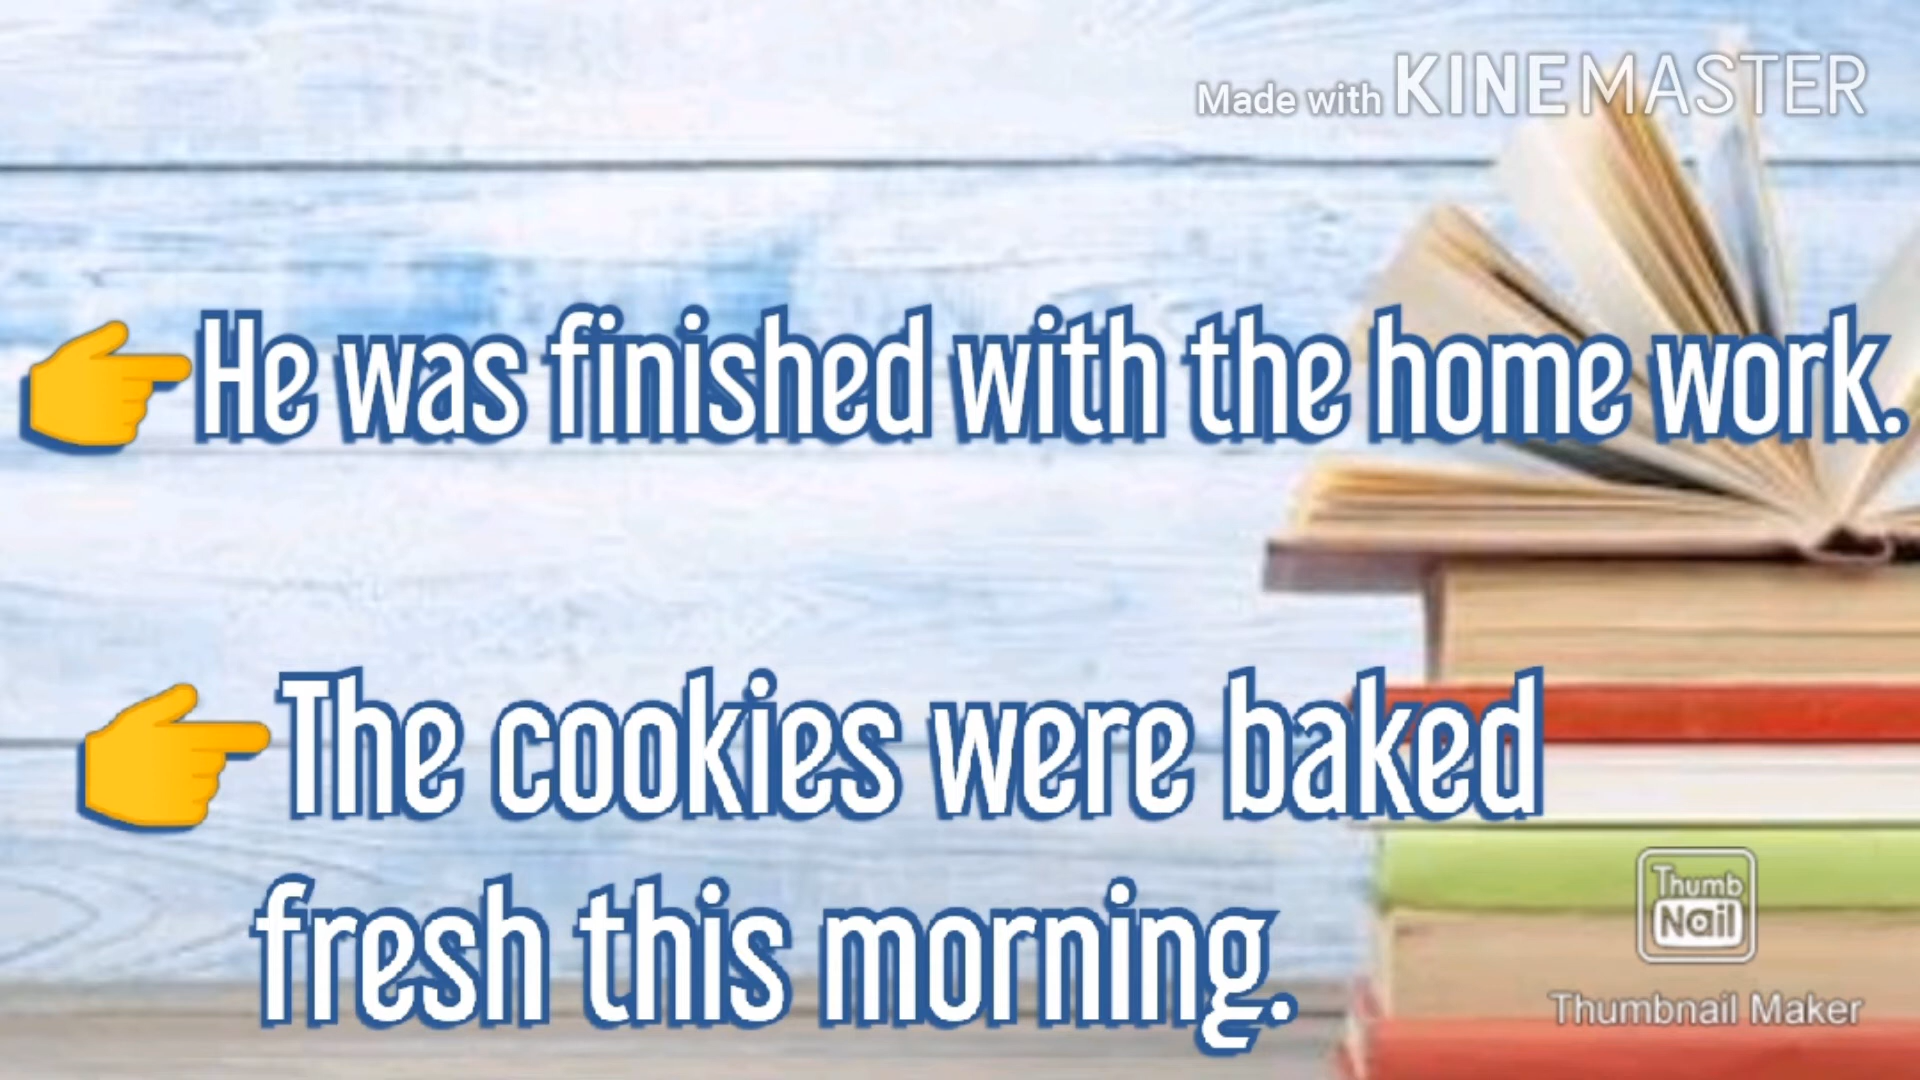 Made with KINEMASTER
👉He was finished with the home work.
👉The cookies were baked
fresh this morning.
Thumb
Nail
Thumbnail Maker